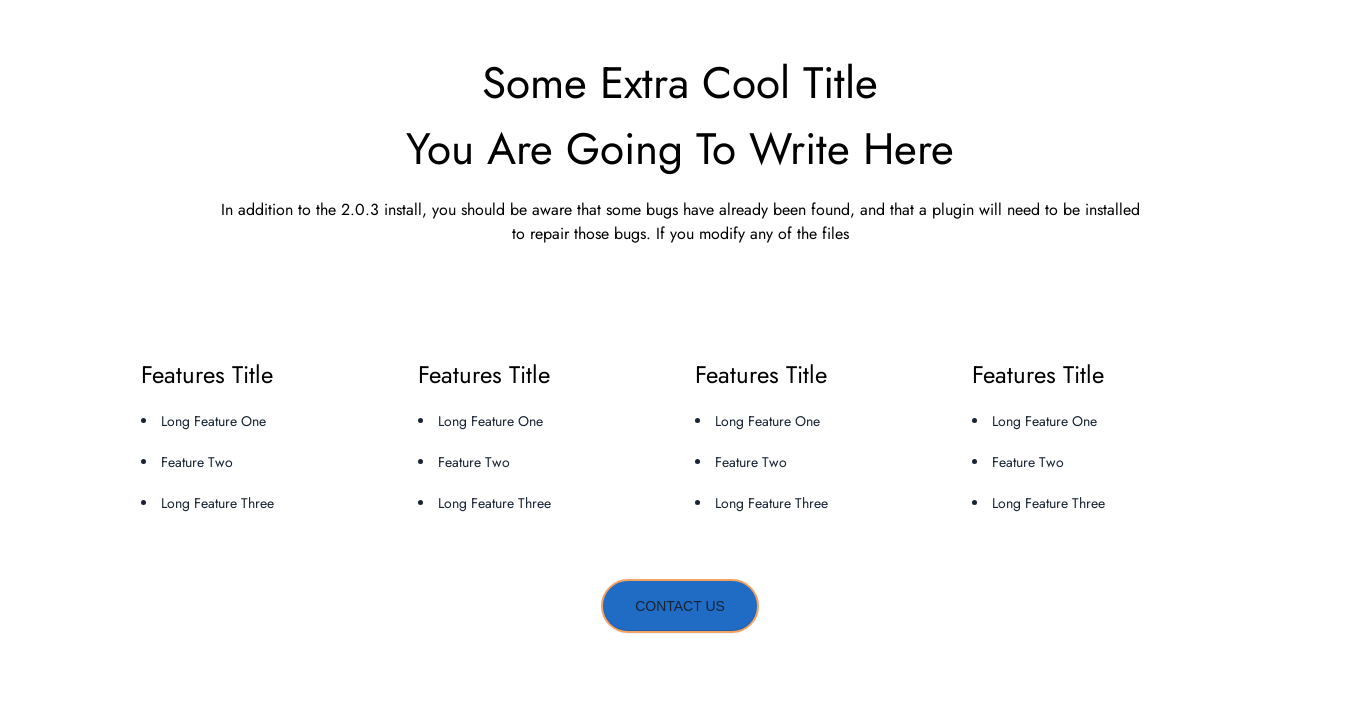 Some Extra Cool Title
You Are Going To Write Here
In addition to the 2.0.3 install, you should be aware that some bugs have already been found, and that a plugin will need to be installed
to repair those bugs. If you modify any of the files
Features Title
Long Feature One
Feature Two
Long Feature Three
Features Title
Long Feature One
Feature Two
Long Feature Three
Features Title
Long Feature One
Feature Two
Long Feature Three
Features Title
Long Feature One
Feature Two
Long Feature Three
CONTACT US